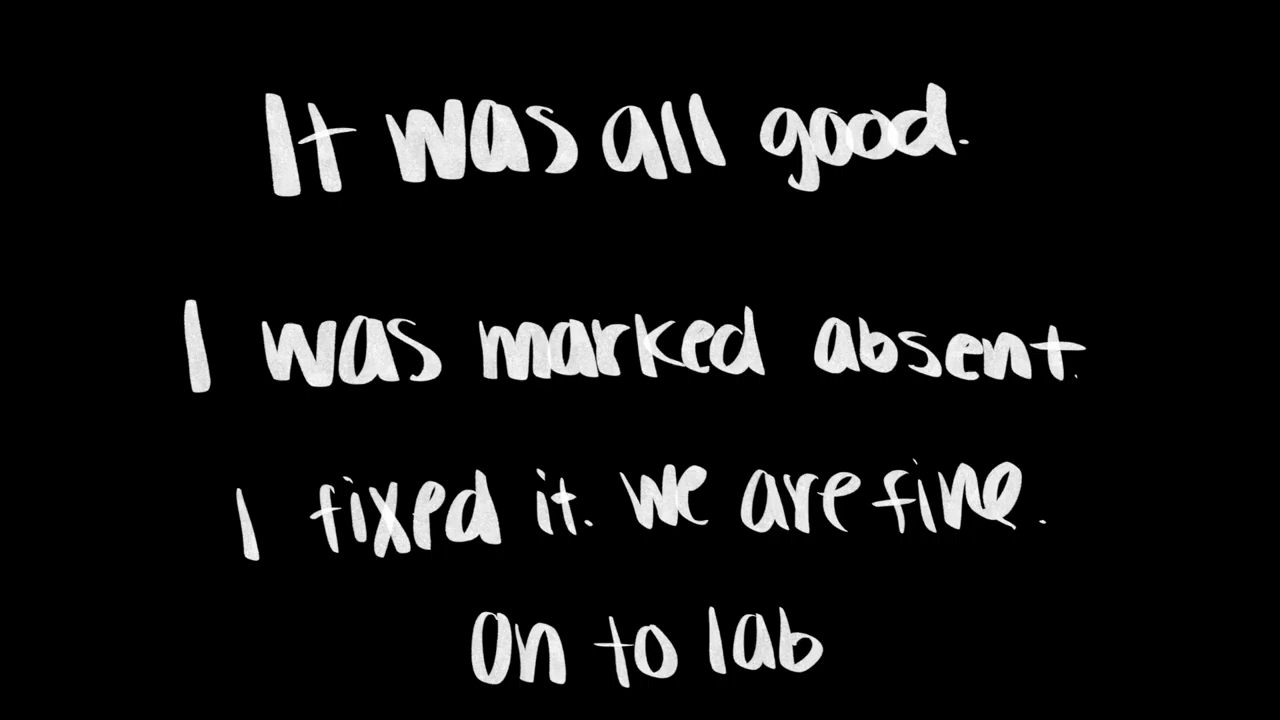 It was all good.
I was marked absent.
I fixed it. We are fine.
On to lab